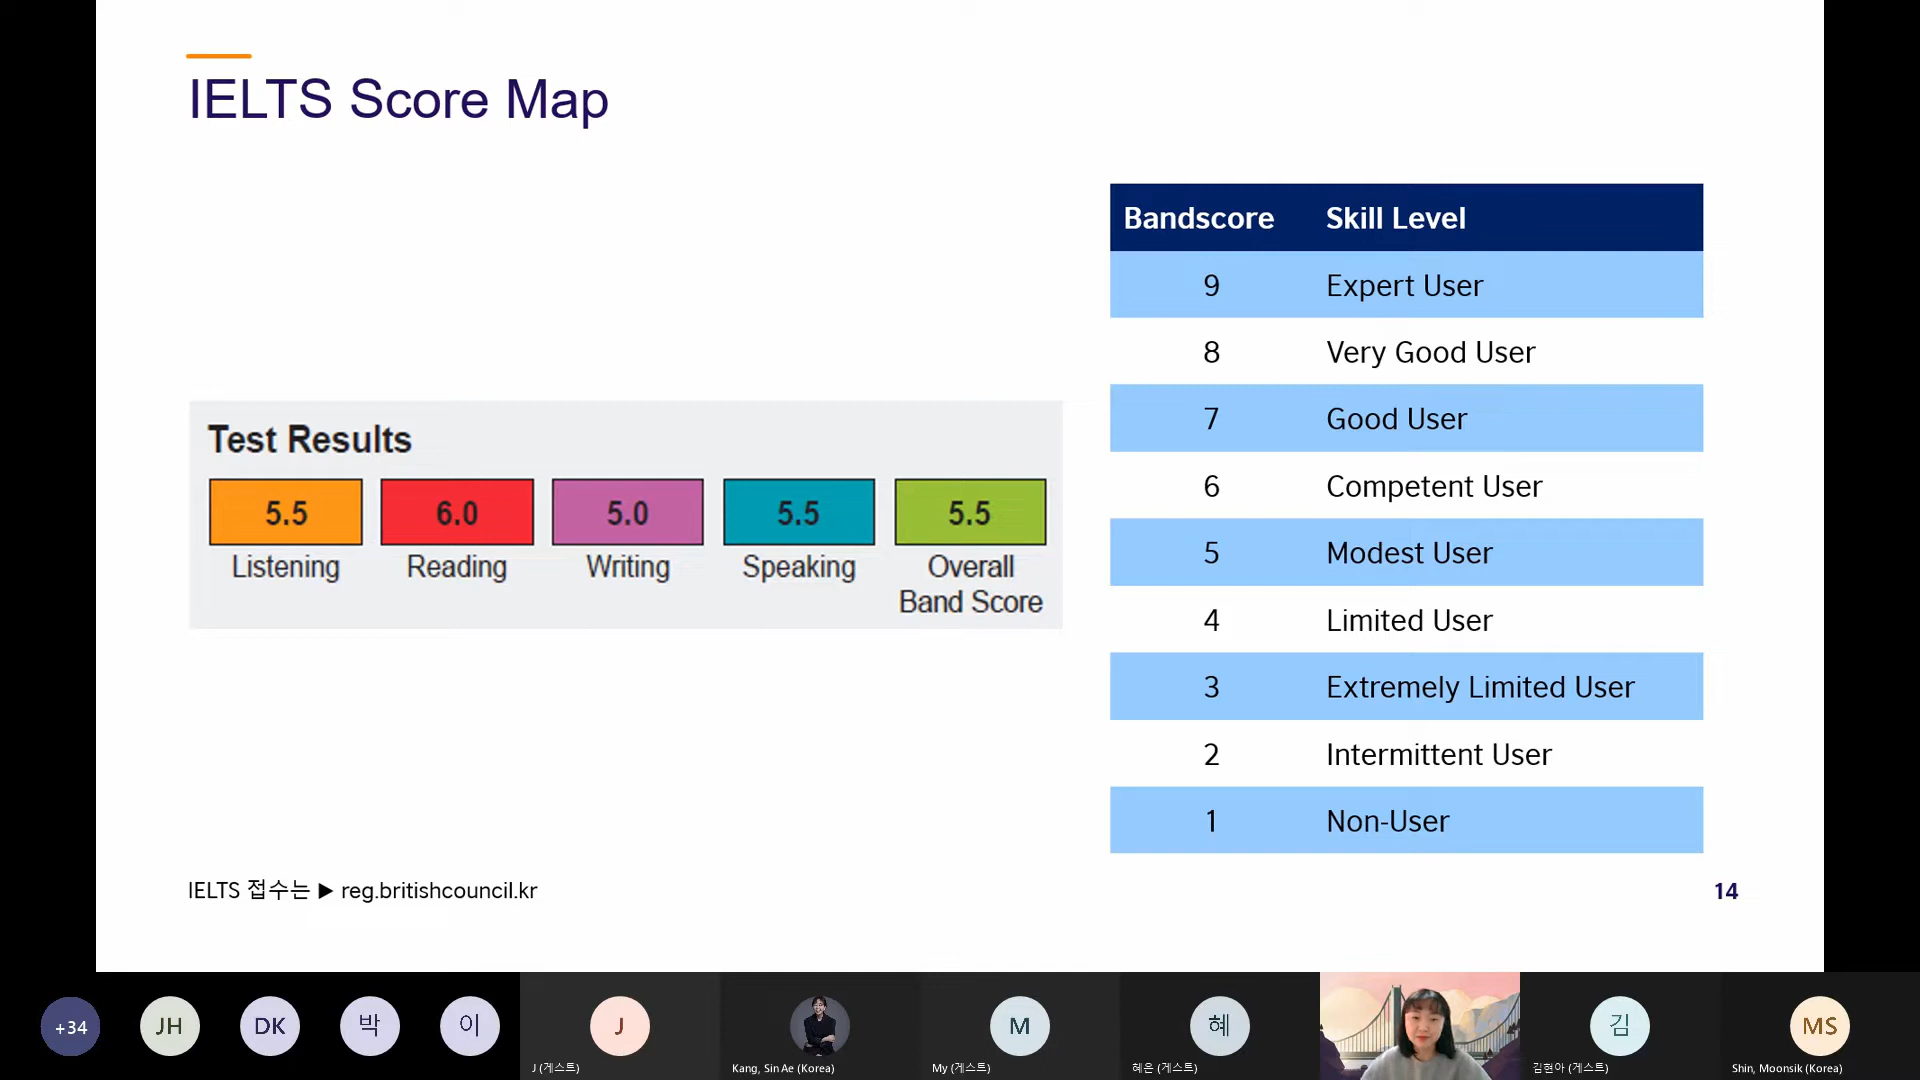 IELTS Score Map
Bandscore Skill Level
9 Expert User
8 Very Good User
7 Good User
6 Competent User
5 Modest User
4 Limited User
3 Extremely Limited User
2 Intermittent User
1 Non-User
Test Results
5.5 6.0 5.0 5.5 5.5
Listening Reading Writing Speaking Overall
Band Score
IELTS 접수는 ▶ reg.britishcouncil.kr
14
+34 JH DK 박 이 J M 혜 김 MS
J (게스트) Kang, Sin Ae (Korea) My (게스트) 혜은 (게스트) 김현아 (게스트) Shin, Moonsik (Korea)